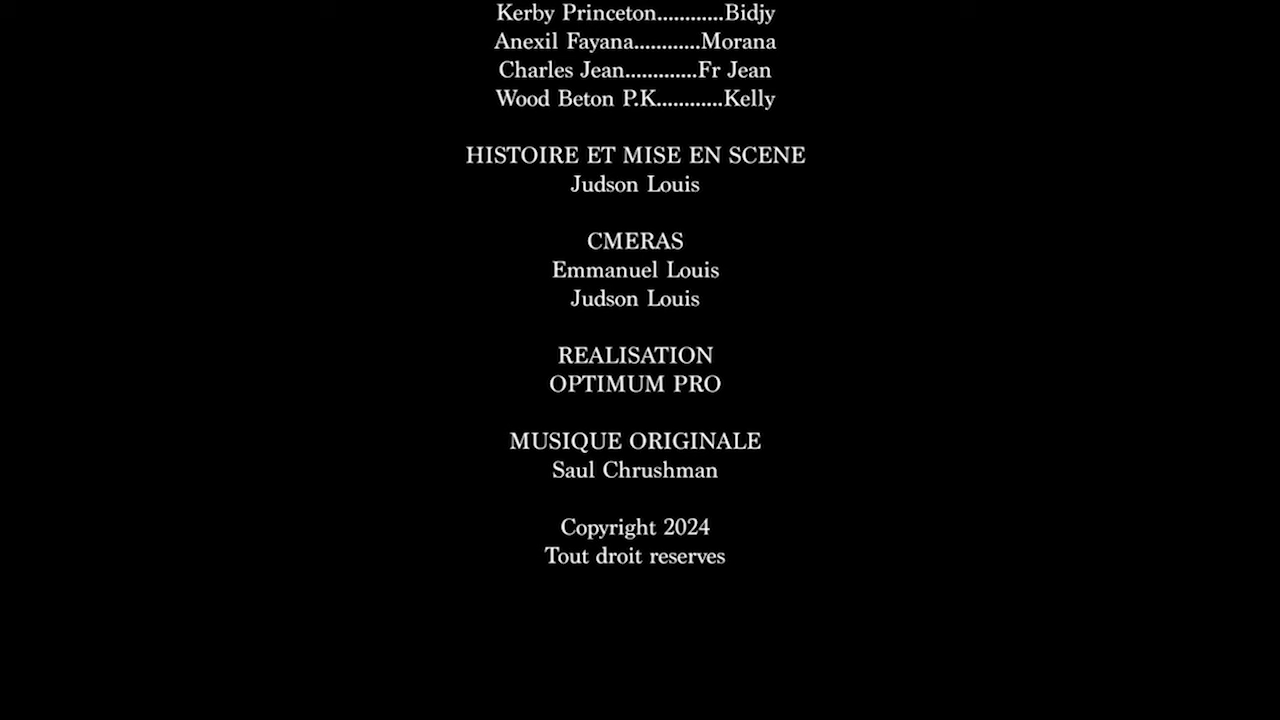 Kerby Princeton............Bidjy
Anexil Fayana............Morana
Charles Jean.............Fr Jean
Wood Beton P.K............Kelly
HISTOIRE ET MISE EN SCENE
Judson Louis
CMERAS
Emmanuel Louis
Judson Louis
REALISATION
OPTIMUM PRO
MUSIQUE ORIGINALE
Saul Chrushman
Copyright 2024
Tout droit reserves